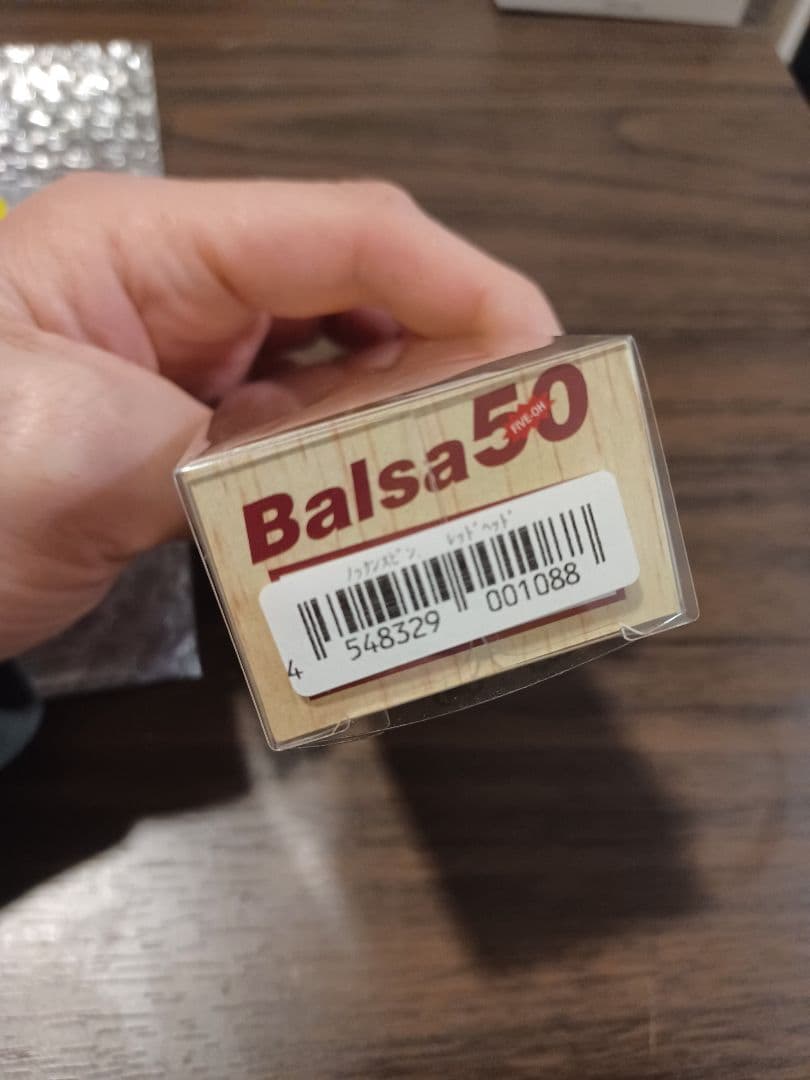 Balsa50
FIVE-OH
ﾉｯｹﾝｽﾋﾟﾝ ﾚｯﾄﾞﾍｯﾄﾞ
4 548329 001088